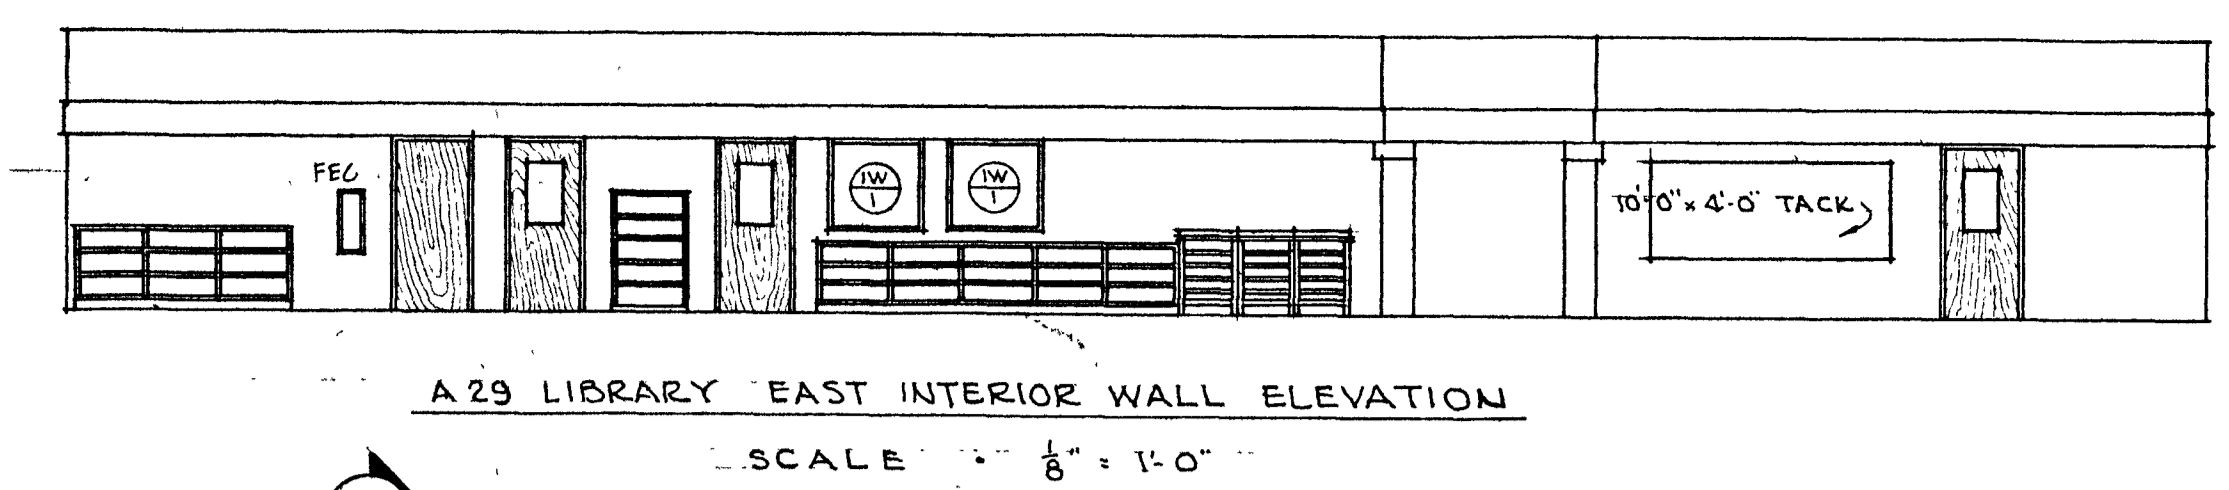 FEC
IW
1
IW
1
10'-0" x 4'-0" TACK
A 29 LIBRARY EAST INTERIOR WALL ELEVATION
SCALE : 1/8" = 1'-0"